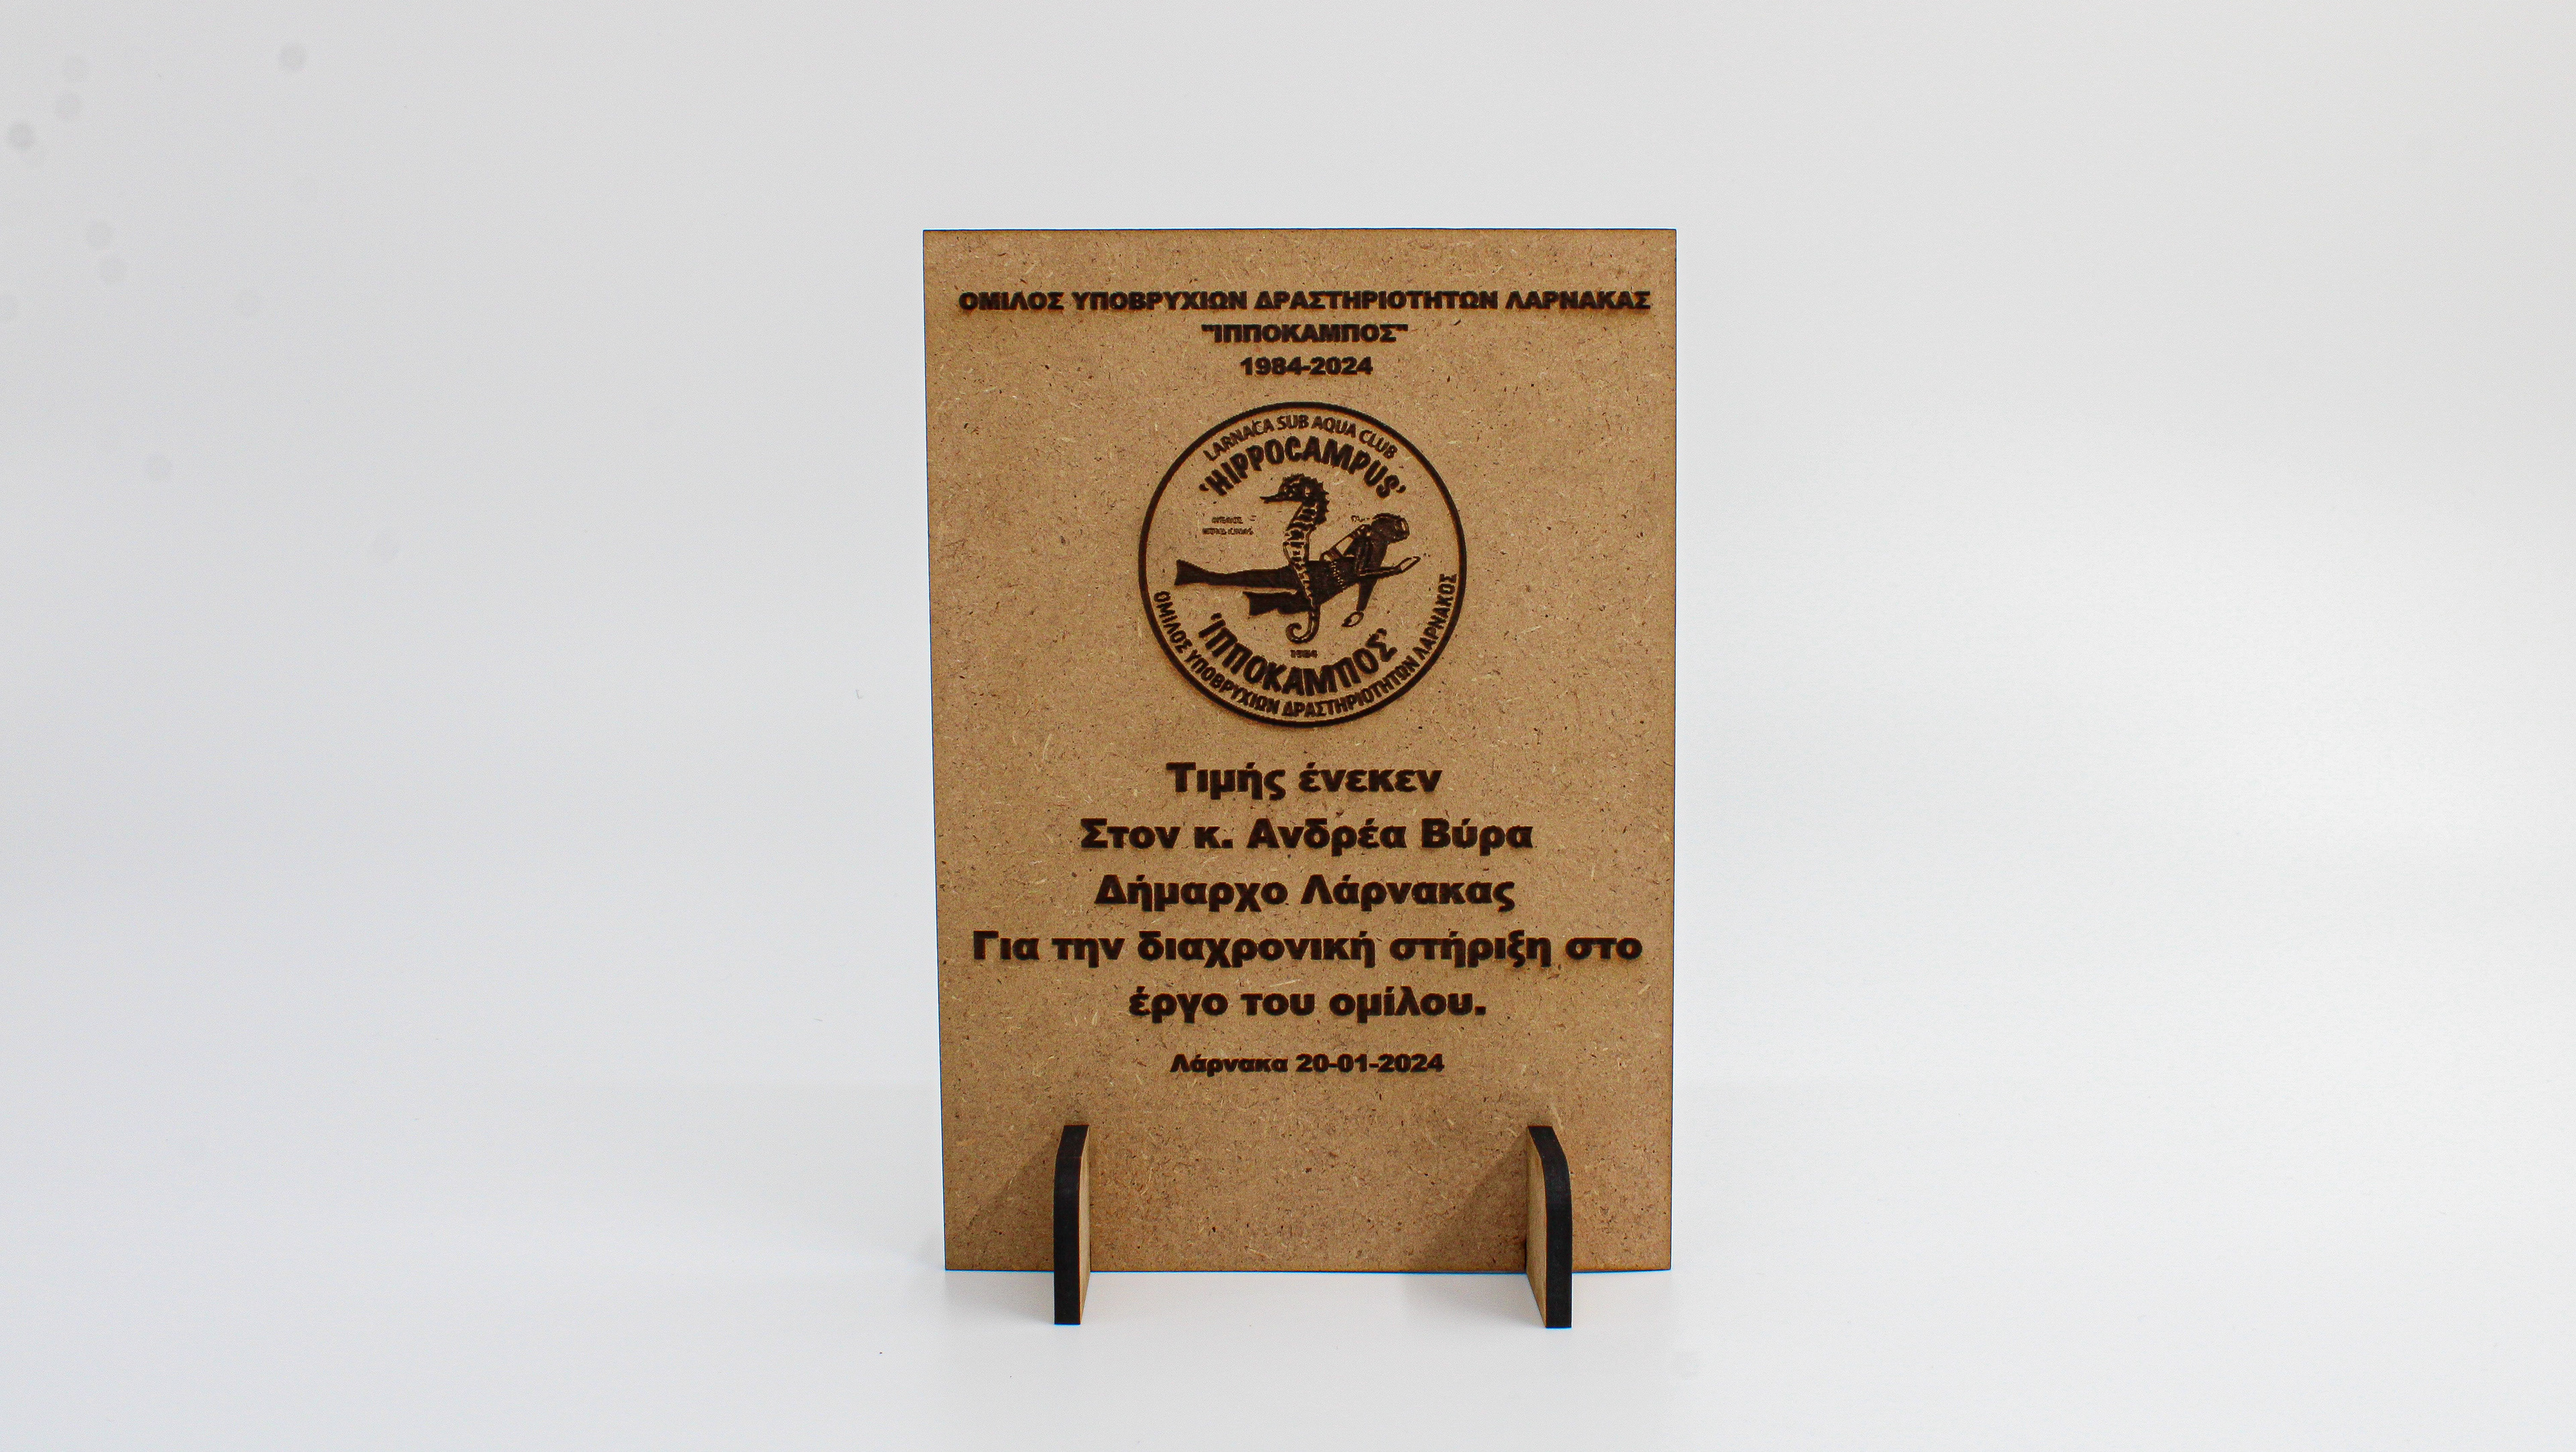 ΟΜΙΛΟΣ ΥΠΟΒΡΥΧΙΩΝ ΔΡΑΣΤΗΡΙΟΤΗΤΩΝ ΛΑΡΝΑΚΑΣ
"ΙΠΠΟΚΑΜΠΟΣ"
1984-2024
LARNACA SUB AQUA CLUB
'HIPPOCAMPUS'
1984
'ΙΠΠΟΚΑΜΠΟΣ'
ΟΜΙΛΟΣ ΥΠΟΒΡΥΧΙΩΝ ΔΡΑΣΤΗΡΙΟΤΗΤΩΝ ΛΑΡΝΑΚΟΣ
Τιμής ένεκεν
Στον κ. Ανδρέα Βύρα
Δήμαρχο Λάρνακας
Για την διαχρονική στήριξη στο
έργο του ομίλου.
Λάρνακα 20-01-2024